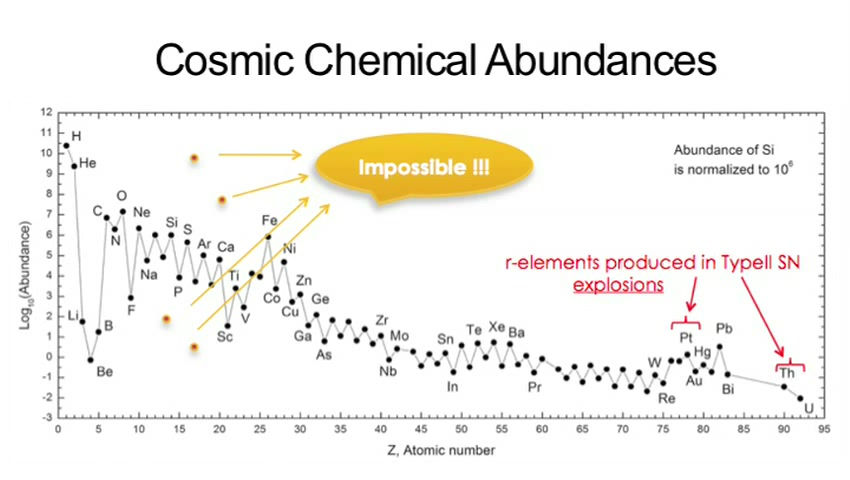 Cosmic Chemical Abundances
12
11
10
9
8
7
6
5
4
3
2
1
0
-1
-2
-3
Log10(Abundance)
H
He
Li
Be
B
C
N
O
F
Ne
Na
Si
P
S
Ar
Ca
Sc
Ti
V
Fe
Co
Ni
Cu
Zn
Ga
Ge
As
Zr
Nb
Mo
Sn
In
Te
Xe
Ba
Pr
W
Re
Pt
Au
Hg
Pb
Bi
Th
U
Impossible !!!
Abundance of Si
is normalized to 10⁶
r-elements produced in TypeII SN
explosions
0 5 10 15 20 25 30 35 40 45 50 55 60 65 70 75 80 85 90 95
Z, Atomic number